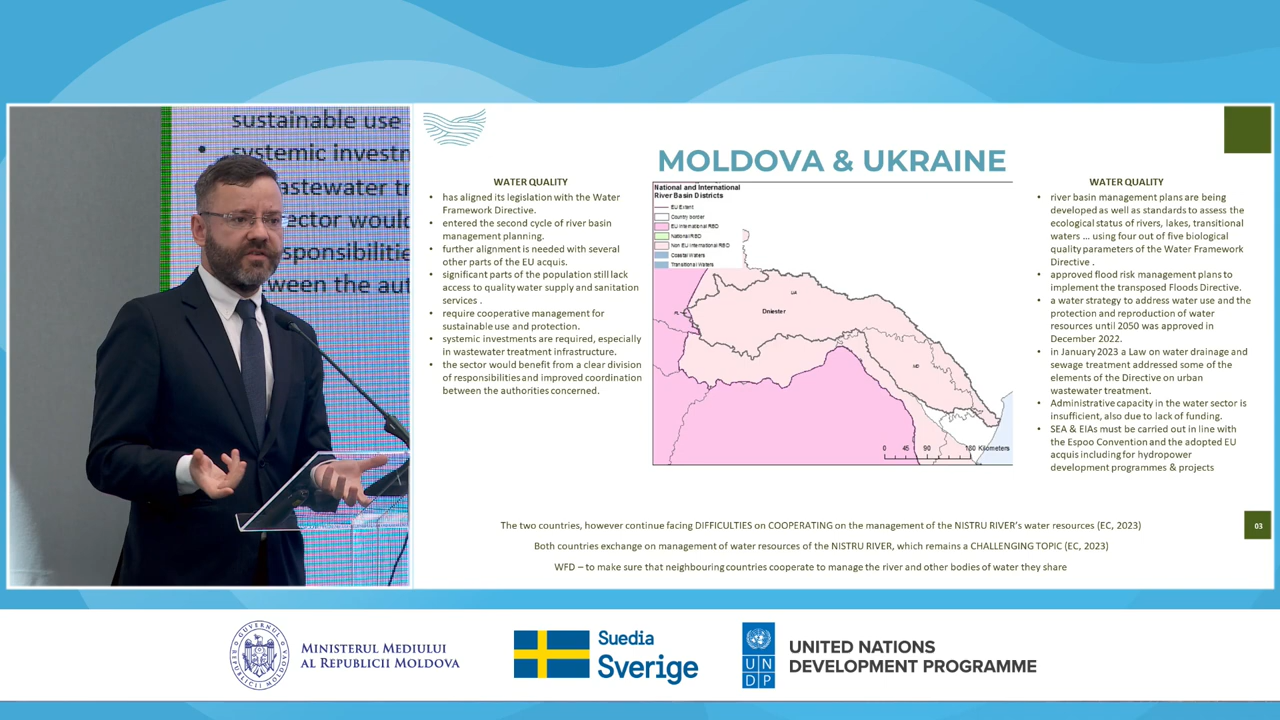 sustainable use
• systemic investm
astewater tr
ector would
sponsibilitie
ween the aut
MOLDOVA & UKRAINE
WATER QUALITY
• has aligned its legislation with the Water
Framework Directive.
• entered the second cycle of river basin
management planning.
• further alignment is needed with several
other parts of the EU acquis.
• significant parts of the population still lack
access to quality water supply and sanitation
services .
• require cooperative management for
sustainable use and protection.
• systemic investments are required, especially
in wastewater treatment infrastructure.
• the sector would benefit from a clear division
of responsibilities and improved coordination
between the authorities concerned.
National and International
River Basin Districts
EU Extent
Country border
EU International RBD
National RBD
Non EU International RBD
Coastal Waters
Transitional Waters
UA
Dniester
MD
0 45 90 180 Kilometers
WATER QUALITY
• river basin management plans are being
developed as well as standards to assess the
ecological status of rivers, lakes, transitional
waters ... using four out of five biological
quality parameters of the Water Framework
Directive .
• approved flood risk management plans to
implement the transposed Floods Directive.
• a water strategy to address water use and the
protection and reproduction of water
resources until 2050 was approved in
December 2022.
• in January 2023 a Law on water drainage and
sewage treatment addressed some of the
elements of the Directive on urban
wastewater treatment.
• Administrative capacity in the water sector is
insufficient, also due to lack of funding.
• SEA & EIAs must be carried out in line with
the Espoo Convention and the adopted EU
acquis including for hydropower
development programmes & projects
The two countries, however continue facing DIFFICULTIES on COOPERATING on the management of the NISTRU RIVER's water resources (EC, 2023)
03
Both countries exchange on management of water resources of the NISTRU RIVER, which remains a CHALLENGING TOPIC (EC, 2023)
WFD – to make sure that neighbouring countries cooperate to manage the river and other bodies of water they share
MINISTERUL MEDIULUI
AL REPUBLICII MOLDOVA
Suedia
Sverige
UN
DP
UNITED NATIONS
DEVELOPMENT PROGRAMME